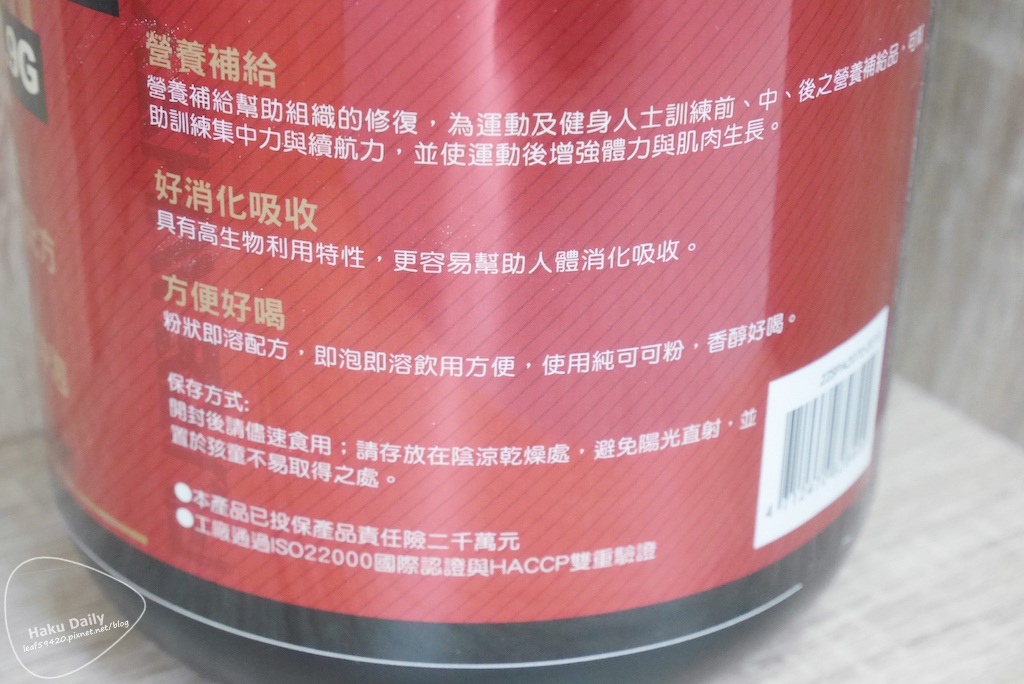 9G
營養補給
營養補給幫助組織的修復,為運動及健身人士訓練前、中、後之營養補給品,可幫
助訓練集中力與續航力,並使運動後增強體力與肌肉生長。
好消化吸收
具有高生物利用特性,更容易幫助人體消化吸收。
方便好喝
粉狀即溶配方,即泡即溶飲用方便,使用純可可粉,香醇好喝。
保存方式:
開封後請儘速食用;請存放在陰涼乾燥處,避免陽光直射,並
置於孩童不易取得之處。
●本產品已投保產品責任險二千萬元
●工廠通過ISO22000國際認證與HACCP雙重驗證
方
Haku Daily
leaf59420.pixnet.net/blog